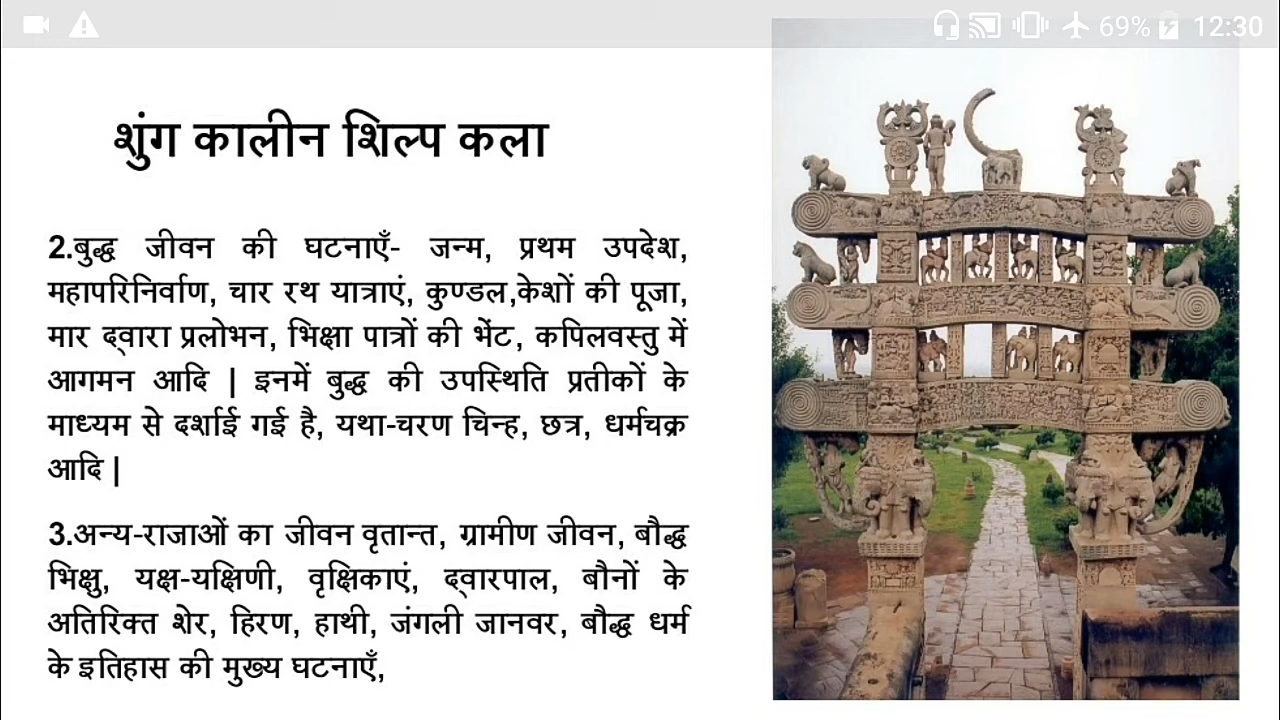 69% 12:30
शुंग कालीन शिल्प कला
2.बुद्ध जीवन की घटनाएँ- जन्म, प्रथम उपदेश,
महापरिनिर्वाण, चार रथ यात्राएं, कुण्डल,केशों की पूजा,
मार द्वारा प्रलोभन, भिक्षा पात्रों की भेंट, कपिलवस्तु में
आगमन आदि | इनमें बुद्ध की उपस्थिति प्रतीकों के
माध्यम से दर्शाई गई है, यथा-चरण चिन्ह, छत्र, धर्मचक्र
आदि |
3.अन्य-राजाओं का जीवन वृतान्त, ग्रामीण जीवन, बौद्ध
भिक्षु, यक्ष-यक्षिणी, वृक्षिकाएं, द्वारपाल, बौनों के
अतिरिक्त शेर, हिरण, हाथी, जंगली जानवर, बौद्ध धर्म
के इतिहास की मुख्य घटनाएँ,